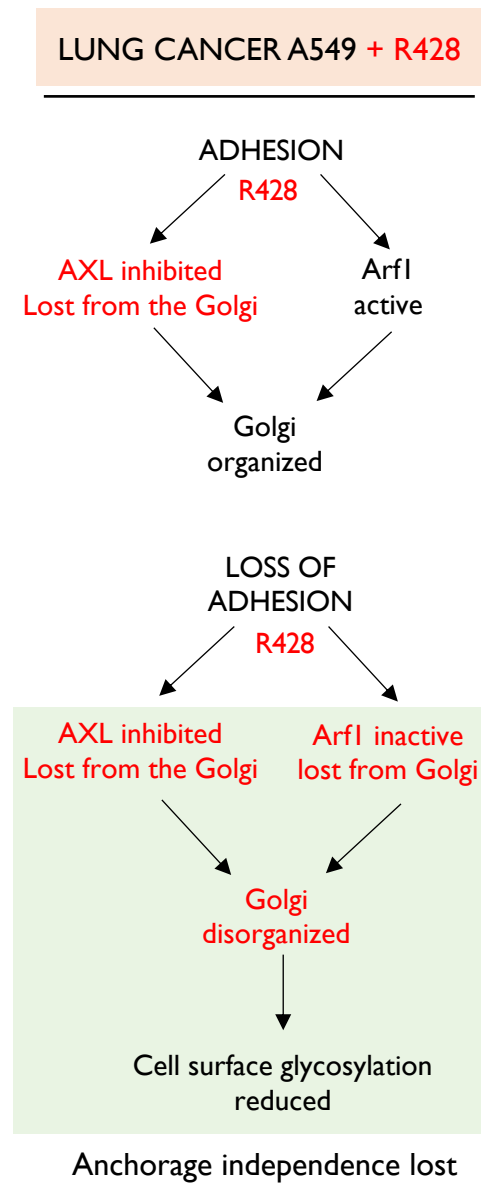 LUNG CANCER A549 + R428
ADHESION
R428
AXL inhibited
Lost from the Golgi
Arf1
active
Golgi
organized
LOSS OF
ADHESION
R428
AXL inhibited
Lost from the Golgi
Arf1 inactive
lost from Golgi
Golgi
disorganized
Cell surface glycosylation
reduced
Anchorage independence lost